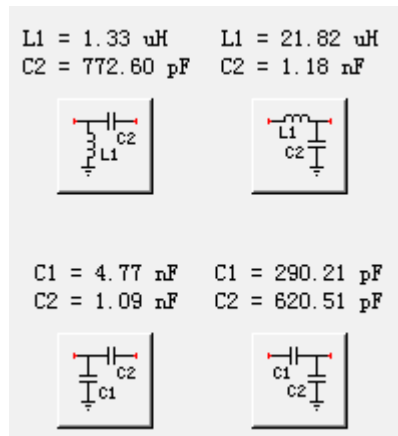 L1 = 1.33 uH
C2 = 772.60 pF
L1 = 21.82 uH
C2 = 1.18 nF
C2
L1
L1
C2
C1 = 4.77 nF
C2 = 1.09 nF
C1 = 290.21 pF
C2 = 620.51 pF
C2
C1
C1
C2